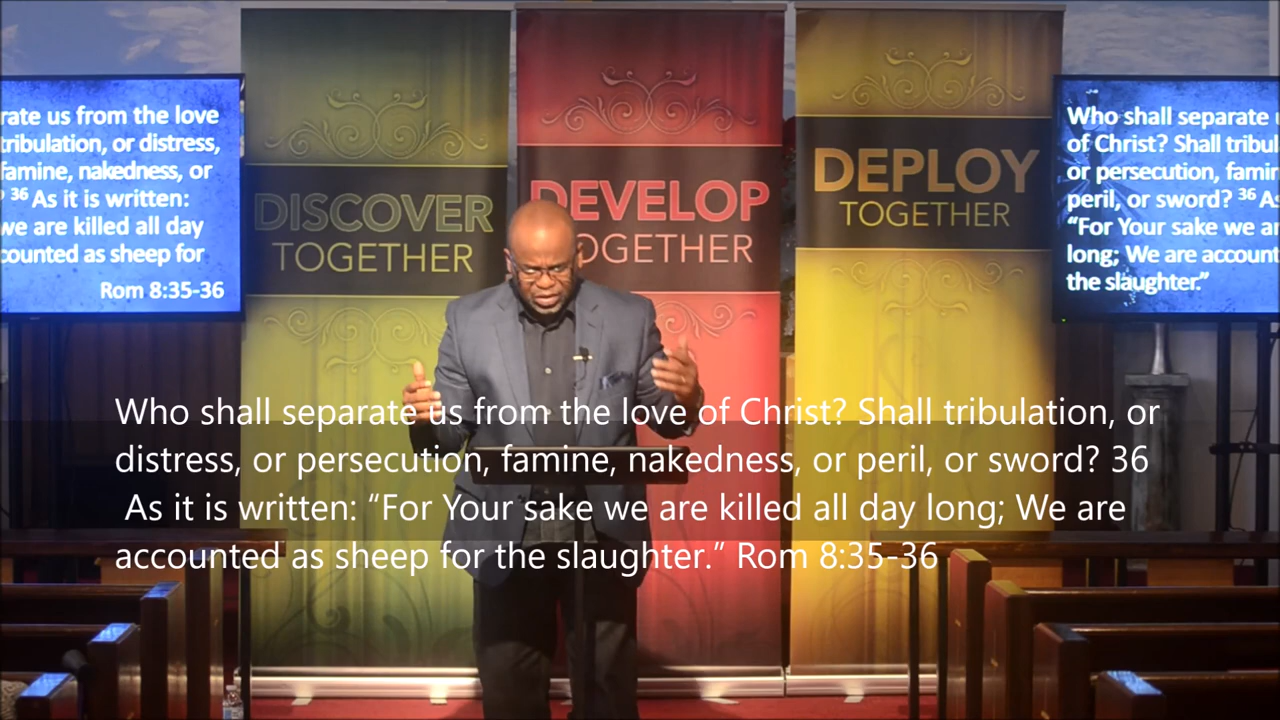 rate us from the love
tribulation, or distress,
famine, nakedness, or
? 36 As it is written:
we are killed all day
counted as sheep for
Rom 8:35-36
DISCOVER
TOGETHER
DEVELOP
TOGETHER
DEPLOY
TOGETHER
Who shall separate u
of Christ? Shall tribul
or persecution, famin
peril, or sword? 36 As
“For Your sake we ar
long; We are account
the slaughter.”
Who shall separate us from the love of Christ? Shall tribulation, or
distress, or persecution, famine, nakedness, or peril, or sword? 36
As it is written: “For Your sake we are killed all day long; We are
accounted as sheep for the slaughter.” Rom 8:35-36